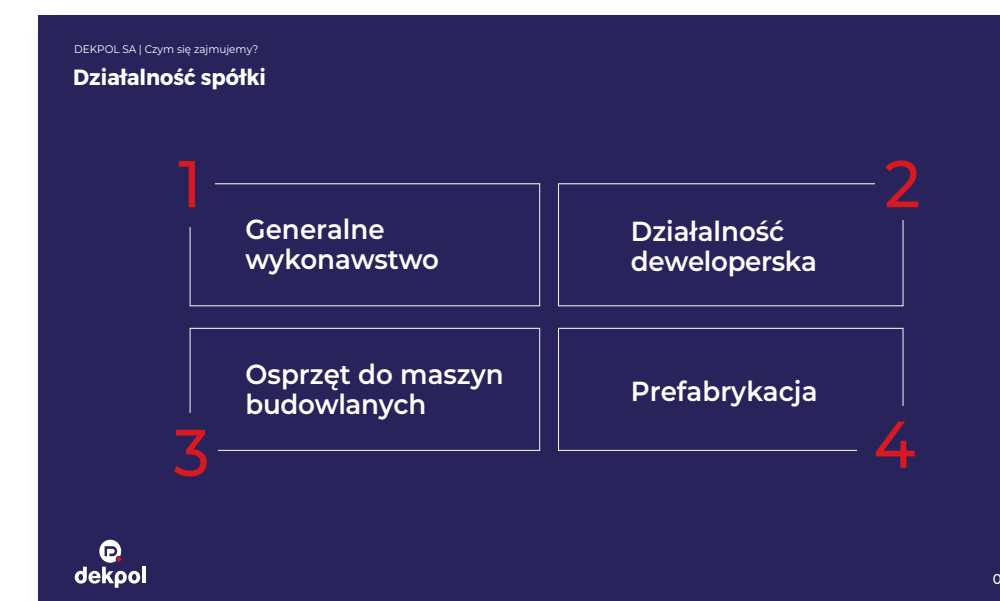 DEKPOL SA | Czym się zajmujemy?
Działalność spółki
1
Generalne
wykonawstwo
2
Działalność
deweloperska
3
Osprzęt do maszyn
budowlanych
4
Prefabrykacja
dekpol